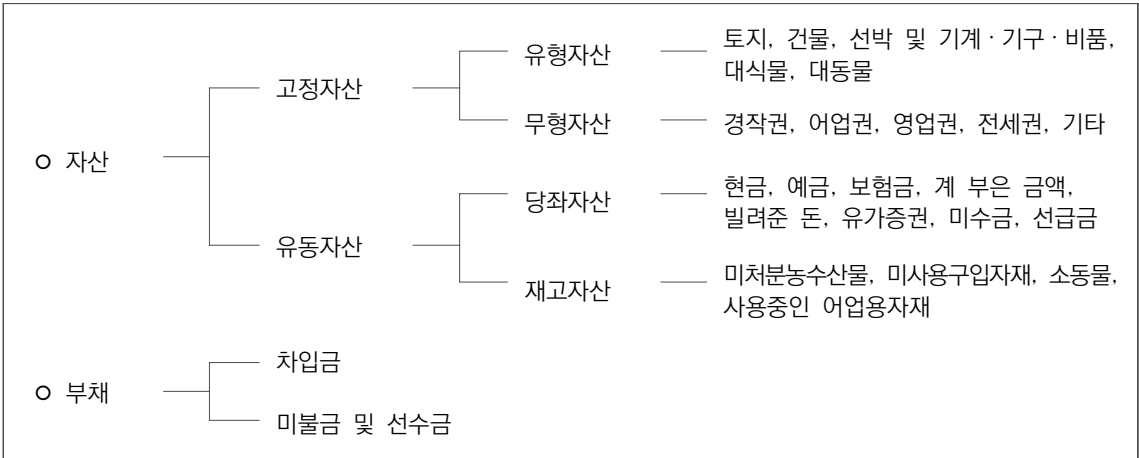 ○ 자산
고정자산
유형자산
토지, 건물, 선박 및 기계·기구·비품,
대식물, 대동물
무형자산
경작권, 어업권, 영업권, 전세권, 기타
유동자산
당좌자산
현금, 예금, 보험금, 계 부은 금액,
빌려준 돈, 유가증권, 미수금, 선급금
재고자산
미처분농수산물, 미사용구입자재, 소동물,
사용중인 어업용자재
○ 부채
차입금
미불금 및 선수금